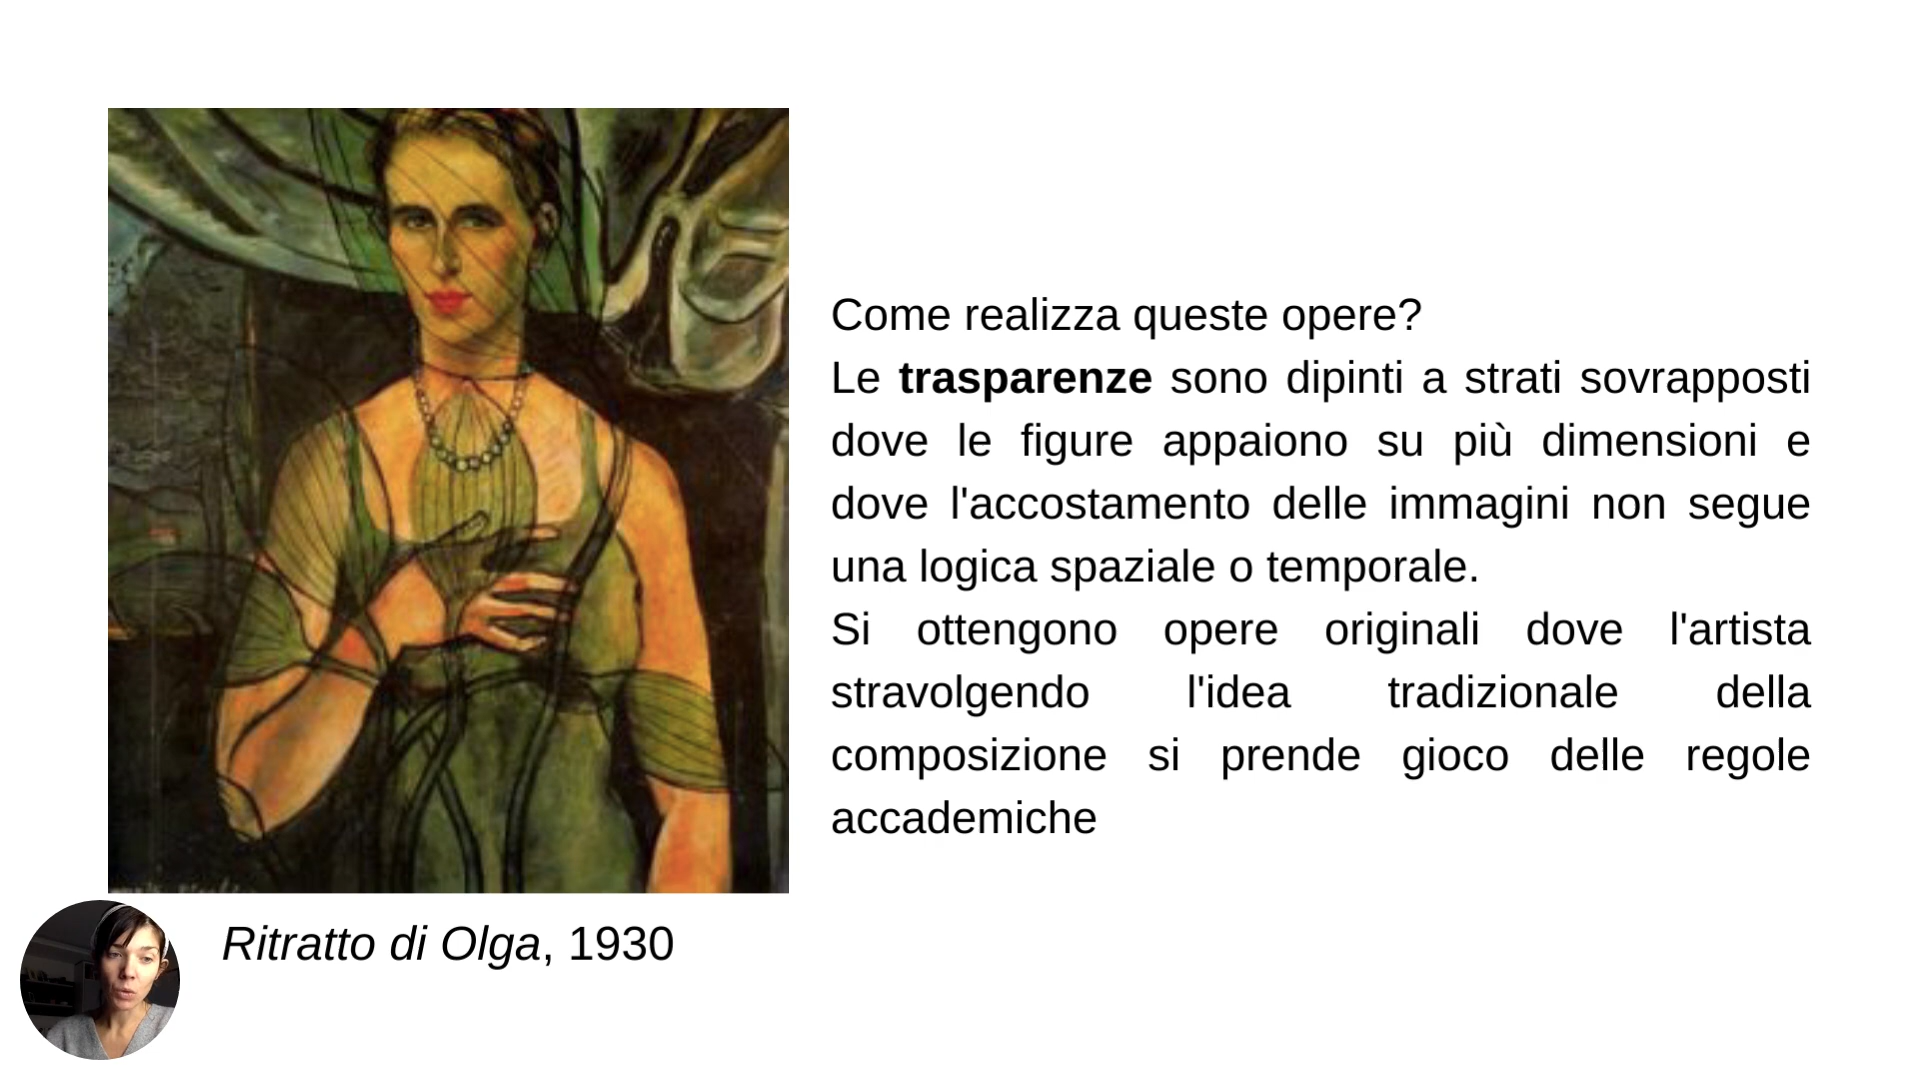 Come realizza queste opere?
Le trasparenze sono dipinti a strati sovrapposti
dove le figure appaiono su più dimensioni e
dove l'accostamento delle immagini non segue
una logica spaziale o temporale.
Si ottengono opere originali dove l'artista
stravolgendo l'idea tradizionale della
composizione si prende gioco delle regole
accademiche
Ritratto di Olga, 1930